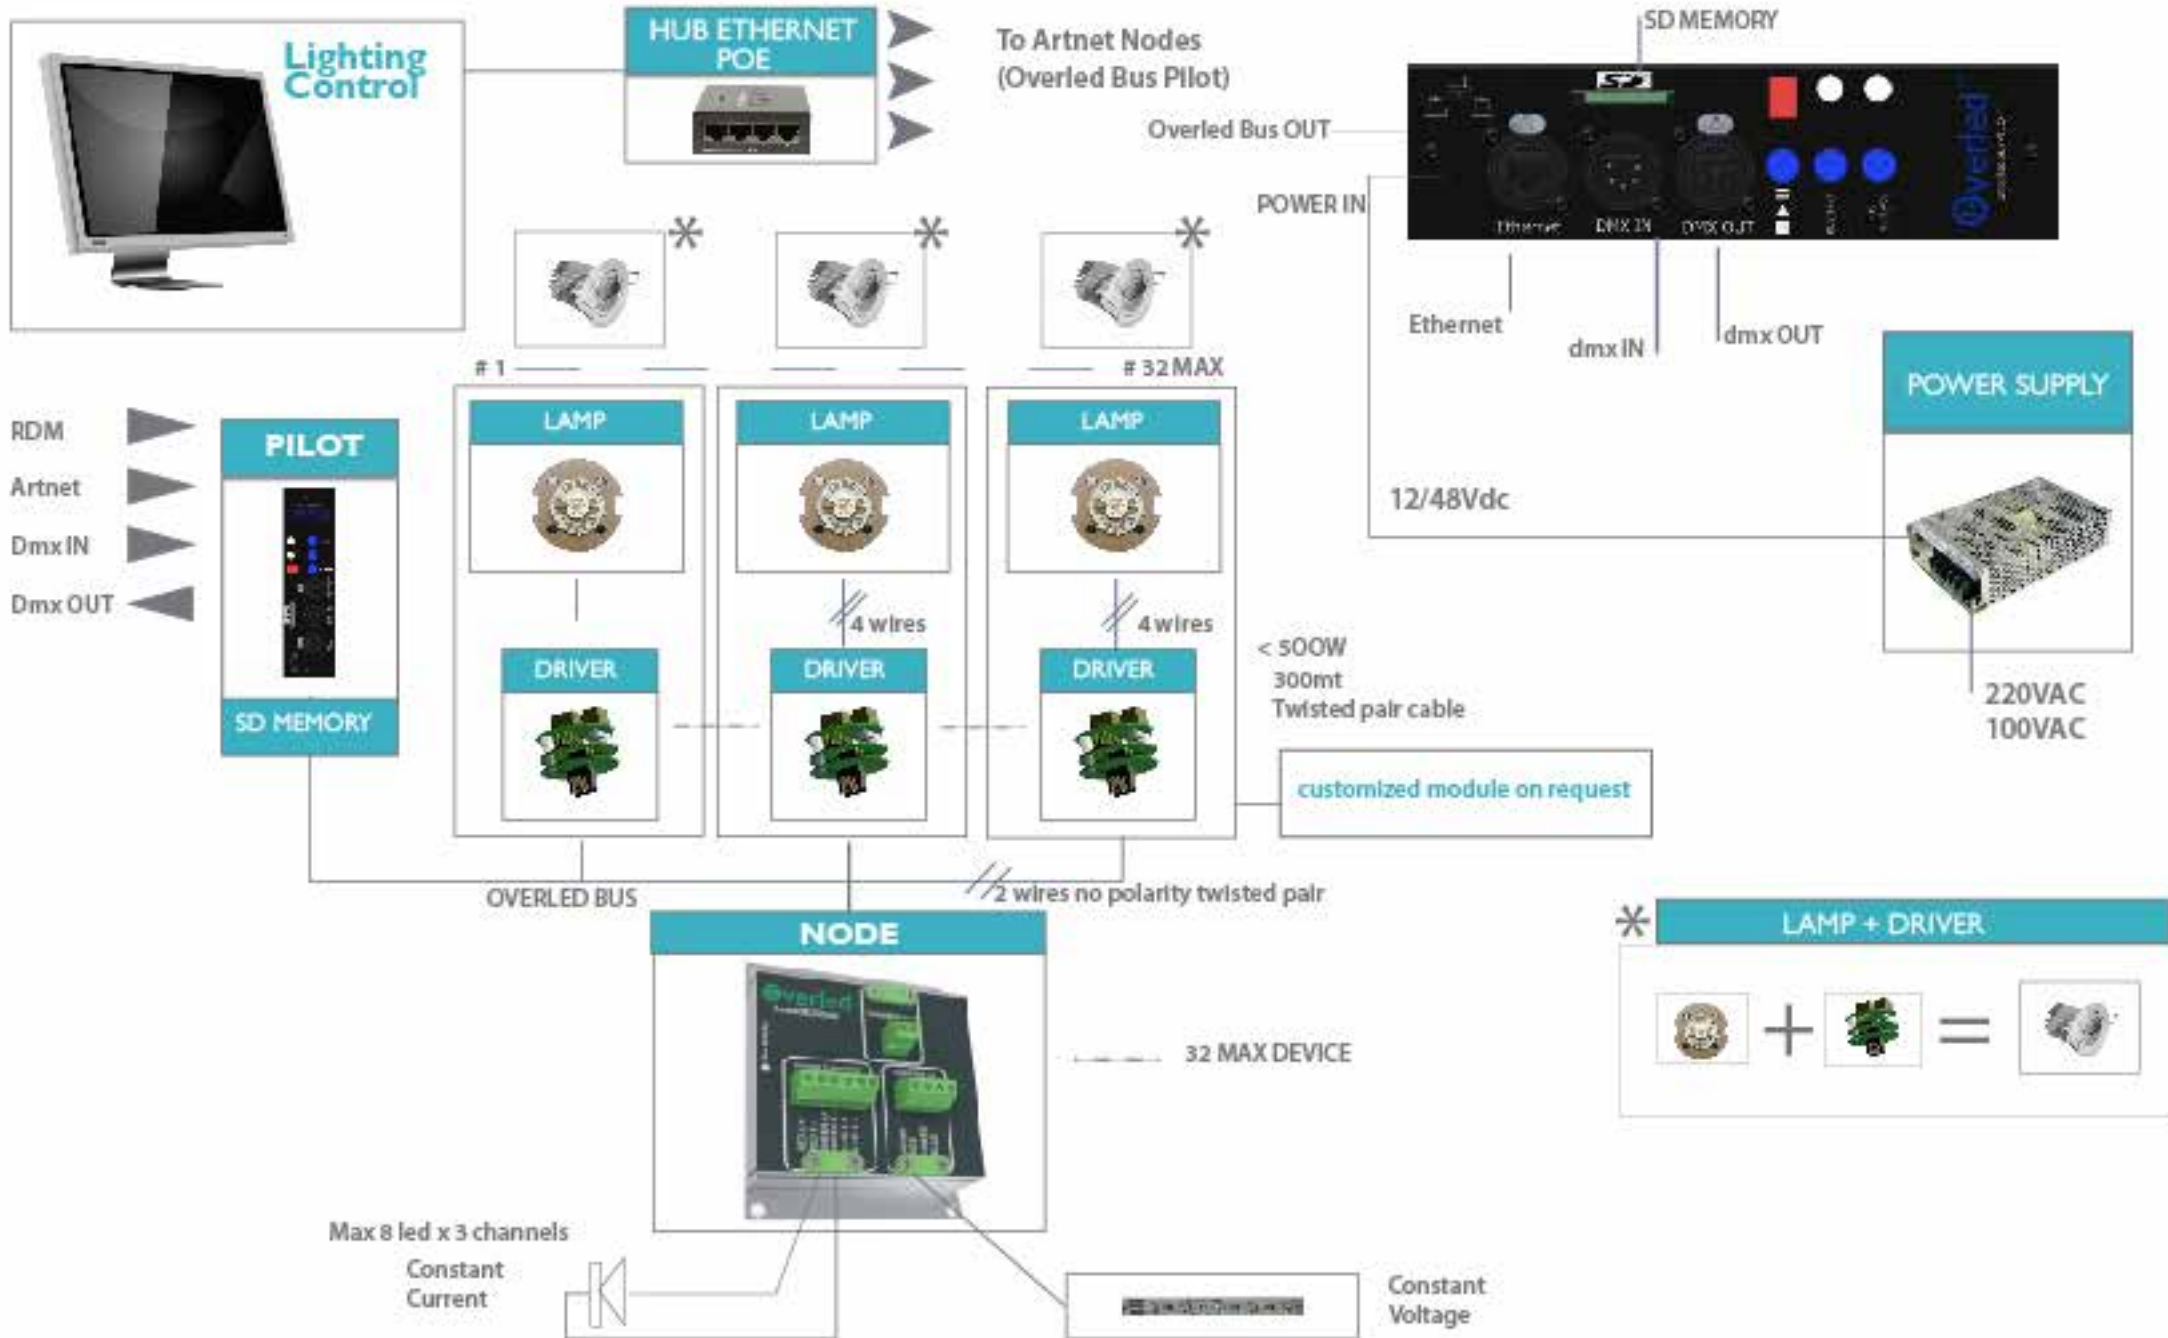 Lighting
Control
HUB ETHERNET
POE
To Artnet Nodes
(Overled Bus Pilot)
SD MEMORY
Overled Bus OUT
POWER IN
Overled
Ethernet
DMX IN
DMX OUT
Ethernet
dmx IN
dmx OUT
*
*
*
# 1
# 32 MAX
RDM
Artnet
Dmx IN
Dmx OUT
PILOT
SD MEMORY
LAMP
LAMP
LAMP
4 wires
4 wires
DRIVER
DRIVER
DRIVER
< 500W
300mt
Twisted pair cable
customized module on request
POWER SUPPLY
12/48Vdc
220VAC
100VAC
OVERLED BUS
2 wires no polarity twisted pair
NODE
Overled
32 MAX DEVICE
Max 8 led x 3 channels
Constant
Current
Constant
Voltage
* LAMP + DRIVER
+ =